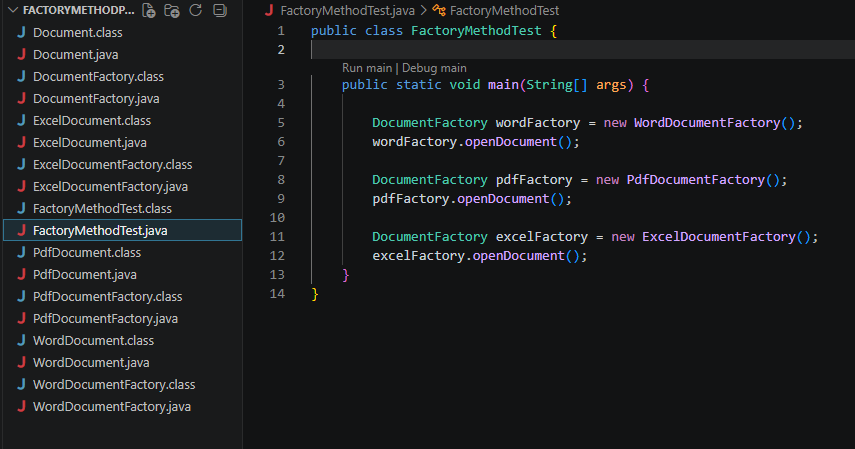 FACTORYMETHODP...
Document.class
Document.java
DocumentFactory.class
DocumentFactory.java
ExcelDocument.class
ExcelDocument.java
ExcelDocumentFactory.class
ExcelDocumentFactory.java
FactoryMethodTest.class
FactoryMethodTest.java
PdfDocument.class
PdfDocument.java
PdfDocumentFactory.class
PdfDocumentFactory.java
WordDocument.class
WordDocument.java
WordDocumentFactory.class
WordDocumentFactory.java
FactoryMethodTest.java > FactoryMethodTest
1 public class FactoryMethodTest {
2
Run main | Debug main
3 public static void main(String[] args) {
4
5 DocumentFactory wordFactory = new WordDocumentFactory();
6 wordFactory.openDocument();
7
8 DocumentFactory pdfFactory = new PdfDocumentFactory();
9 pdfFactory.openDocument();
10
11 DocumentFactory excelFactory = new ExcelDocumentFactory();
12 excelFactory.openDocument();
13 }
14 }